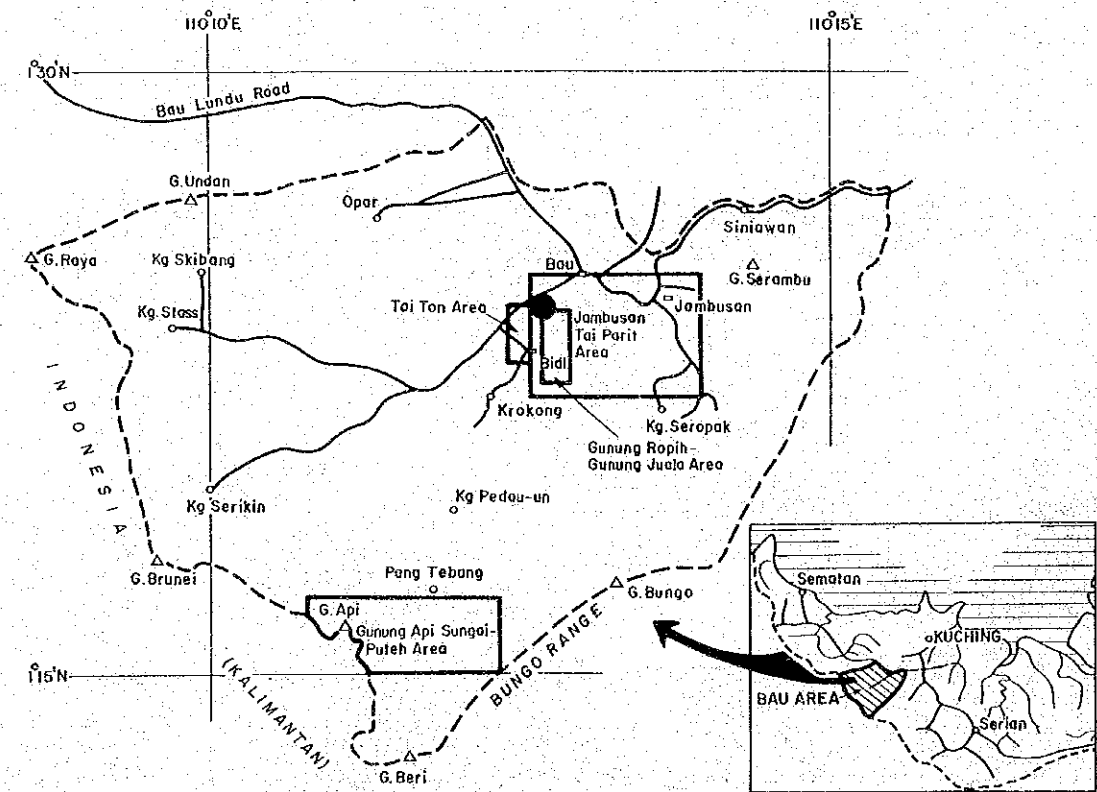 110°10'E
110°15'E
1°30'N
Bau Lundu Road
G.Undan
Opar
Siniawan
G.Raya
Kg Skibang
Bau
G.Serambu
Tai Ton Area
Jambusan
Jambusan
Tai Parit
Area
Kg.Stass
Bidi
INDONESIA
Krokong
Kg.Seropak
Gunung Ropih-
Gunung Juala Area
Kg Serikin
Kg Pedau-un
G.Brunei
Pang Tebang
G.Bungo
G.Api
Gunung Api Sungai-
Puteh Area
BUNGO RANGE
1°15'N
(KALIMANTAN)
G.Beri
Sematan
KUCHING
BAU AREA
Serian